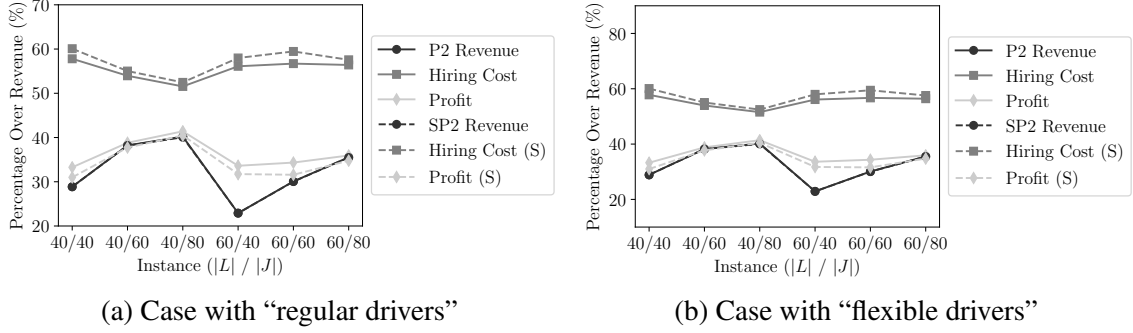 Percentage Over Revenue (%)
70
60
50
40
30
20
40/40
40/60
40/80
60/40
60/60
60/80
Instance (|L| / |J|)
P2 Revenue
Hiring Cost
Profit
SP2 Revenue
Hiring Cost (S)
Profit (S)
(a) Case with “regular drivers”
Percentage Over Revenue (%)
80
60
40
20
40/40
40/60
40/80
60/40
60/60
60/80
Instance (|L| / |J|)
P2 Revenue
Hiring Cost
Profit
SP2 Revenue
Hiring Cost (S)
Profit (S)
(b) Case with “flexible drivers”